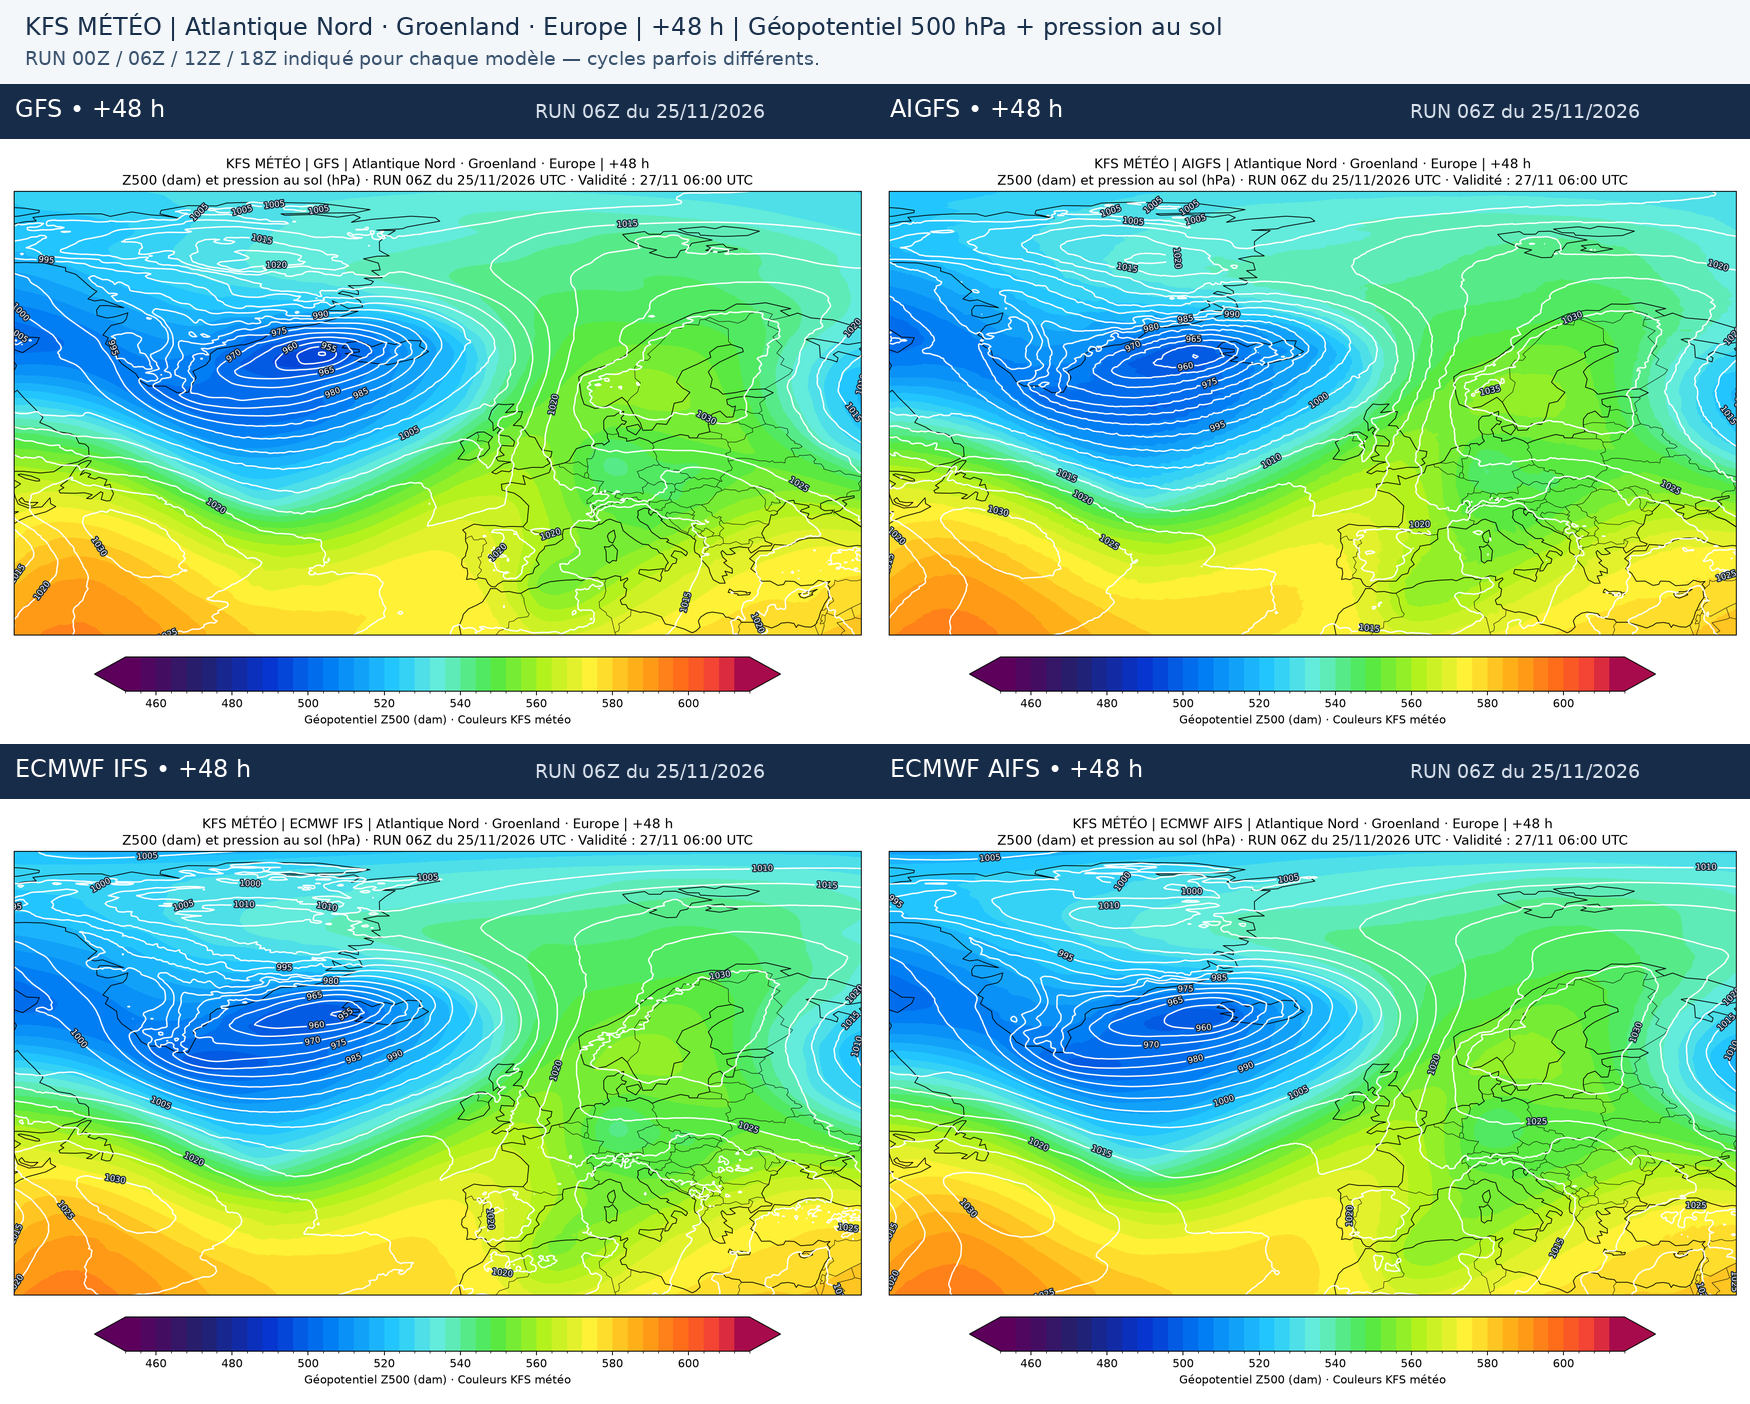 KFS MÉTÉO | Atlantique Nord · Groenland · Europe | +48 h | Géopotentiel 500 hPa + pression au sol
RUN 00Z / 06Z / 12Z / 18Z indiqué pour chaque modèle — cycles parfois différents.
GFS • +48 h RUN 06Z du 25/11/2026
KFS MÉTÉO | GFS | Atlantique Nord · Groenland · Europe | +48 h
Z500 (dam) et pression au sol (hPa) · RUN 06Z du 25/11/2026 UTC · Validité : 27/11 06:00 UTC
460 480 500 520 540 560 580 600
Géopotentiel Z500 (dam) · Couleurs KFS météo
AIGFS • +48 h RUN 06Z du 25/11/2026
KFS MÉTÉO | AIGFS | Atlantique Nord · Groenland · Europe | +48 h
Z500 (dam) et pression au sol (hPa) · RUN 06Z du 25/11/2026 UTC · Validité : 27/11 06:00 UTC
460 480 500 520 540 560 580 600
Géopotentiel Z500 (dam) · Couleurs KFS météo
ECMWF IFS • +48 h RUN 06Z du 25/11/2026
KFS MÉTÉO | ECMWF IFS | Atlantique Nord · Groenland · Europe | +48 h
Z500 (dam) et pression au sol (hPa) · RUN 06Z du 25/11/2026 UTC · Validité : 27/11 06:00 UTC
460 480 500 520 540 560 580 600
Géopotentiel Z500 (dam) · Couleurs KFS météo
ECMWF AIFS • +48 h RUN 06Z du 25/11/2026
KFS MÉTÉO | ECMWF AIFS | Atlantique Nord · Groenland · Europe | +48 h
Z500 (dam) et pression au sol (hPa) · RUN 06Z du 25/11/2026 UTC · Validité : 27/11 06:00 UTC
460 480 500 520 540 560 580 600
Géopotentiel Z500 (dam) · Couleurs KFS météo